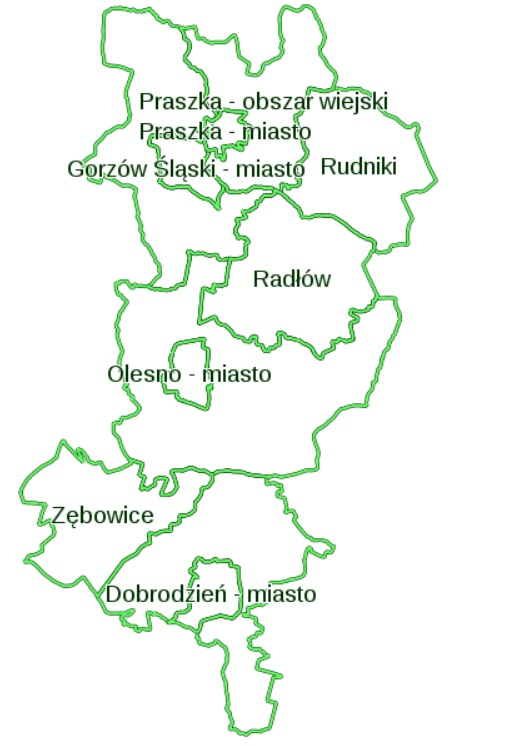 Praszka - obszar wiejski
Praszka - miasto
Gorzów Śląski - miasto
Rudniki
Radłów
Olesno - miasto
Zębowice
Dobrodzień - miasto